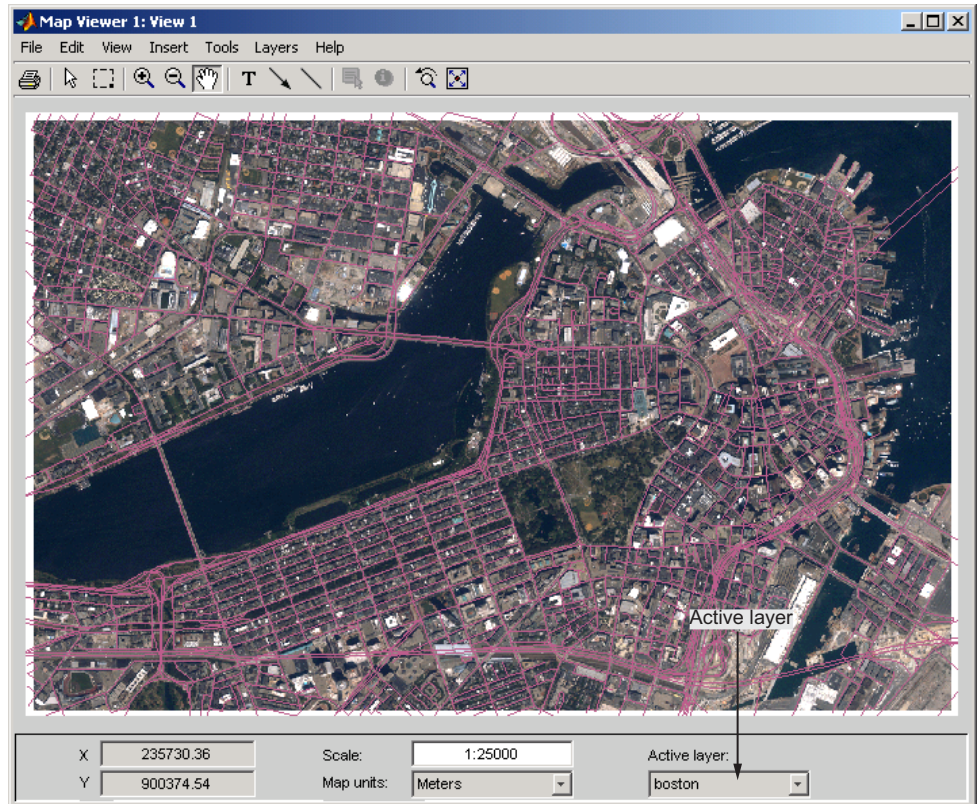 Map Viewer 1: View 1
File Edit View Insert Tools Layers Help
T
Active layer
X 235730.36 Scale: 1:25000 Active layer:
Y 900374.54 Map units: Meters boston